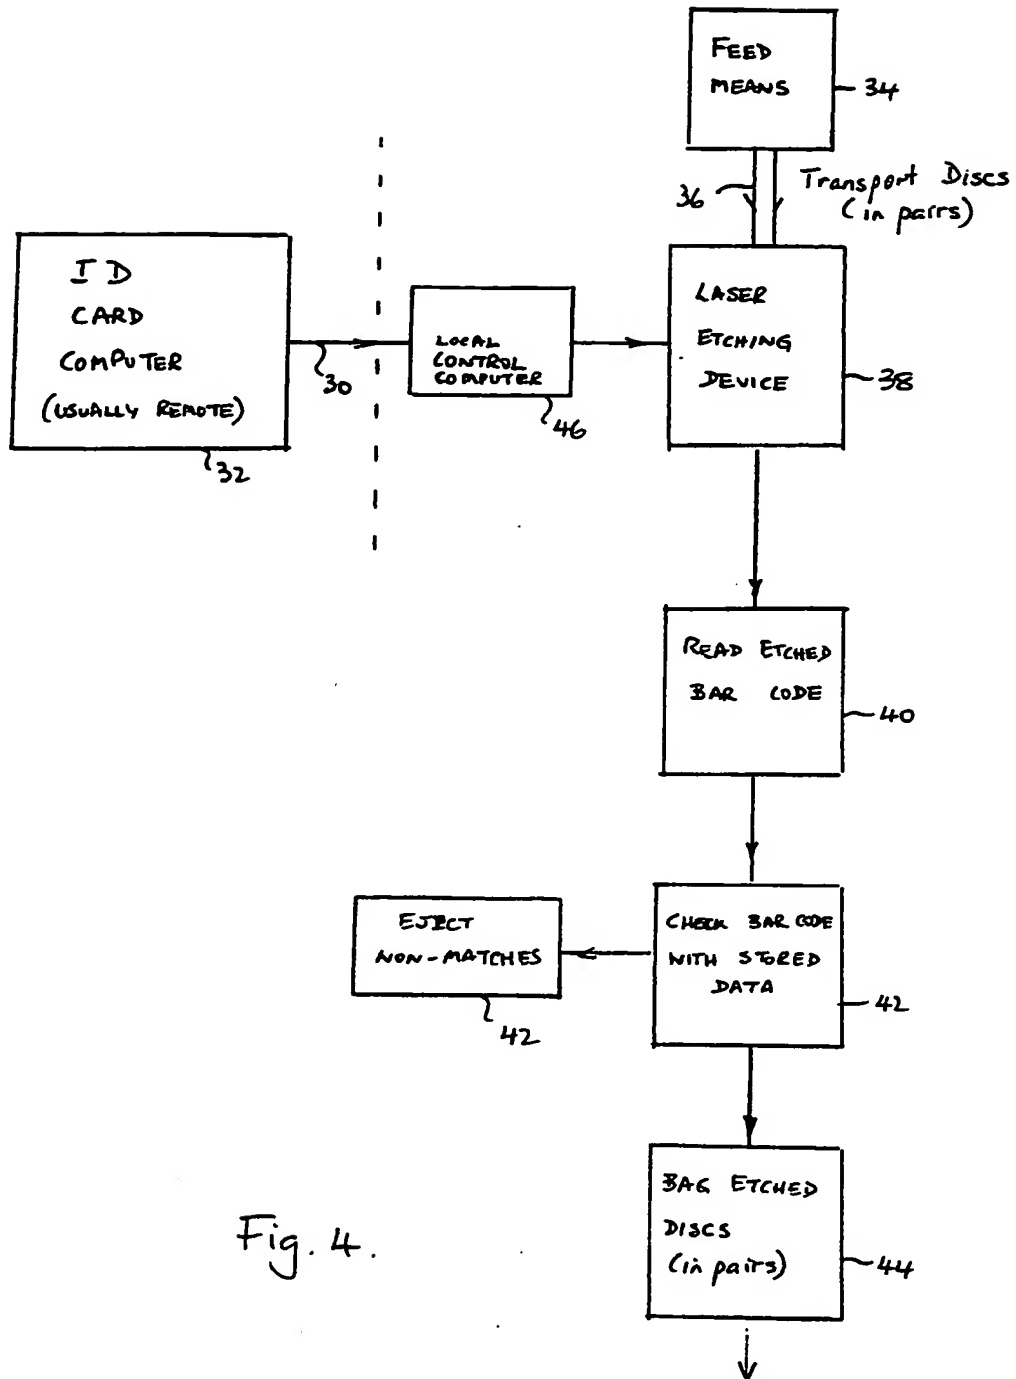 FEED
MEANS
34
36
Transport Discs
(in pairs)
ID
CARD
COMPUTER
(USUALLY REMOTE)
32
30
LOCAL
CONTROL
COMPUTER
46
LASER
ETCHING
DEVICE
38
READ ETCHED
BAR CODE
40
EJECT
NON-MATCHES
42
CHECK BAR CODE
WITH STORED
DATA
42
BAG ETCHED
DISCS
(in pairs)
44
Fig. 4.